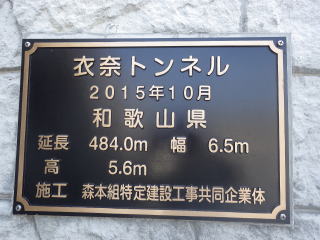 衣奈トンネル
2015年10月
和歌山県
延長 484.0m 幅 6.5m
高 5.6m
施工 森本組特定建設工事共同企業体